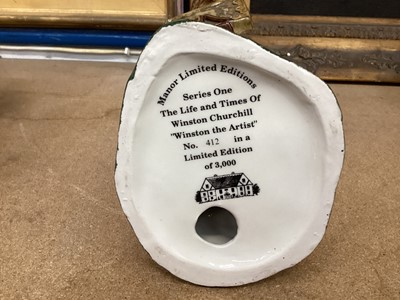 Manor Limited Editions
Series One
The Life and Times Of
Winston Churchill
"Winston the Artist"
No. 412 in a
Limited Edition
of 3,000